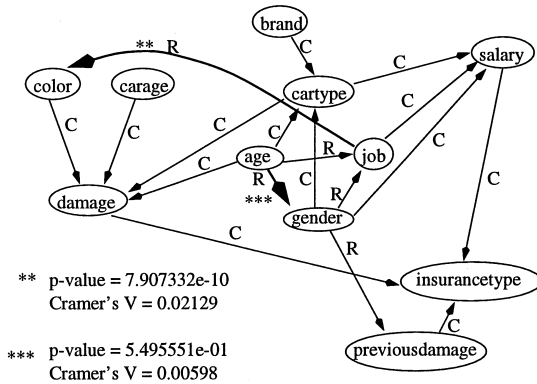 brand
** R
C
salary
color
carage
cartype
C
C
C
C
C
C
job
C
C
age
R
C
C
R
***
C
R
damage
gender
C
R
C
insurancetype
** p-value = 7.907332e-10
Cramer's V = 0.02129
C
previousdamage
*** p-value = 5.495551e-01
Cramer's V = 0.00598